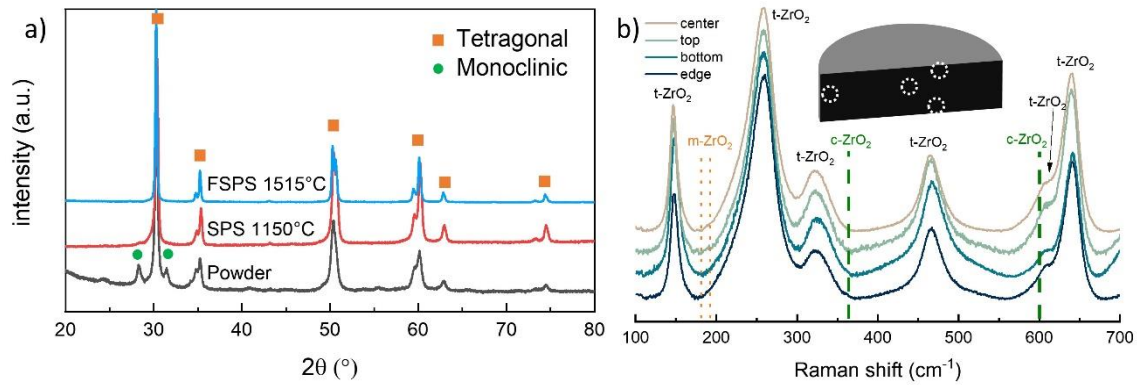 a)
Tetragonal
Monoclinic
FSPS 1515°C
SPS 1150°C
Powder
intensity (a.u.)
20 30 40 50 60 70 80
2θ (°)
b)
center
top
bottom
edge
t-ZrO₂
t-ZrO₂
m-ZrO₂
t-ZrO₂
c-ZrO₂
t-ZrO₂
c-ZrO₂
t-ZrO₂
t-ZrO₂
100 200 300 400 500 600 700
Raman shift (cm⁻¹)